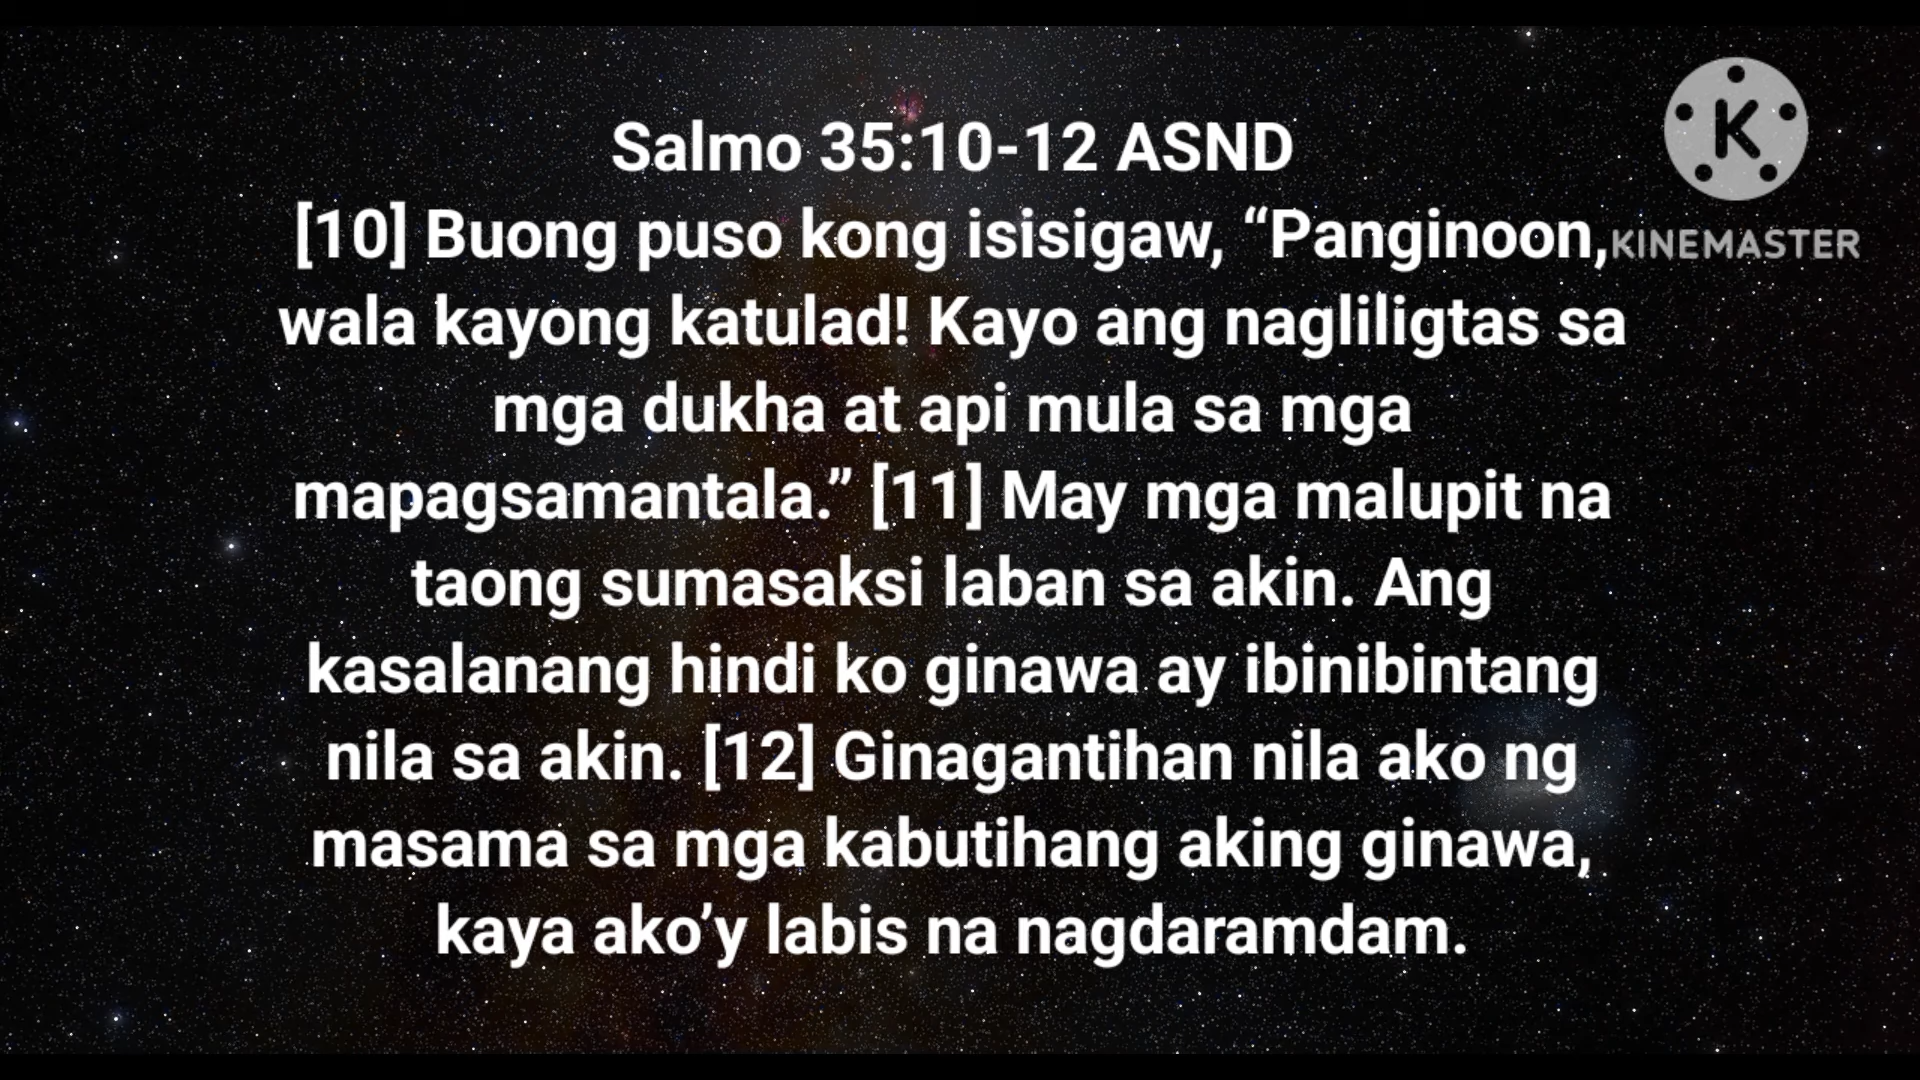 Salmo 35:10-12 ASND
[10] Buong puso kong isisigaw, “Panginoon,
wala kayong katulad! Kayo ang nagliligtas sa
mga dukha at api mula sa mga
mapagsamantala.” [11] May mga malupit na
taong sumasaksi laban sa akin. Ang
kasalanang hindi ko ginawa ay ibinibintang
nila sa akin. [12] Ginagantihan nila ako ng
masama sa mga kabutihang aking ginawa,
kaya ako’y labis na nagdaramdam.
K
KINEMASTER